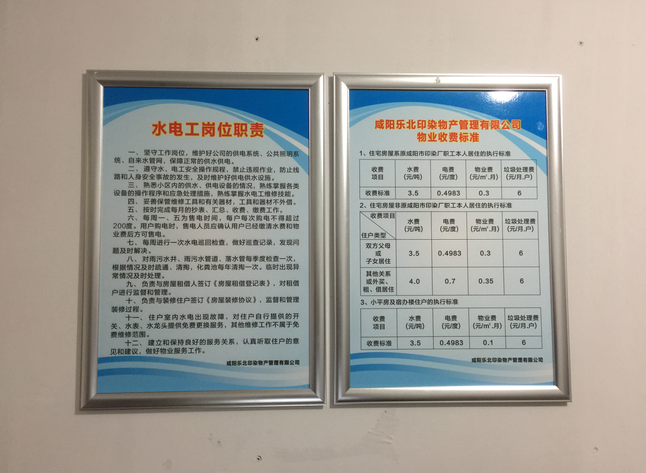 水电工岗位职责
一、坚守工作岗位，维护好公司的供电系统、公共照明系
统、自来水管网，保障正常的供水供电。
二、遵守水、电工安全操作规程，禁止违规作业，防止线
路和人身安全事故的发生，及时维护好供电供水设施。
三、熟悉小区内的供水、供电设备的情况，熟练掌握各类
设备的操作程序和应急处理措施，熟练掌握水电工维修技能。
四、妥善保管维修工具和有关器材，工具和器材不外借。
五、按时完成每月的抄表、汇总、收费、缴费工作。
六、每周一、五为售电时间，每户每次购电不得超过
200度。用户购电时，售电人员应确认用户已经缴清水费和物
业费后方可售电。
七、每周进行一次水电巡回检查，做好巡查记录，发现问
题及时解决。
八、对雨污水井、雨污水管道、落水管每季度检查一次，
根据情况及时疏通、清掏，化粪池每年清掏一次。临时出现异
常情况及时处理。
九、负责与房屋租借人签订《房屋租借登记表》，对租借
户进行监督和管理。
十、负责与装修住户签订《房屋装修协议》，监督和管理
装修过程。
十一、住户室内水电出现故障，对住户自行提供的开
关、水表、水龙头提供免费更换服务，其他维修工作不属于免
费维修范围。
十二、建立和保持良好的服务关系，认真听取住户的意
见和建议，做好物业服务工作。
咸阳乐北印染物产管理有限公司
咸阳乐北印染物产管理有限公司
物业收费标准
1、住宅房屋系原咸阳市印染厂职工本人居住的执行标准
收费项目 水费(元/吨) 电费(元/度) 物业费(元/㎡.月) 垃圾处理费(元/月.户)
收费标准 3.5 0.4983 0.3 6
2、住宅房屋非原咸阳市印染厂职工本人居住的执行标准
收费项目 住户类型 水费(元/吨) 电费(元/度) 物业费(元/㎡.月) 垃圾处理费(元/月.户)
双方父母或子女居住 3.5 0.4983 0.3 6
其他关系或外买、租、借居住 4.0 0.7 0.35 6
3、小平房及宿办楼住户的执行标准
收费项目 水费(元/吨) 电费(元/度) 物业费(元/㎡.月) 垃圾处理费(元/月.户)
收费标准 3.5 0.4983 0.1 6
咸阳乐北印染物产管理有限公司